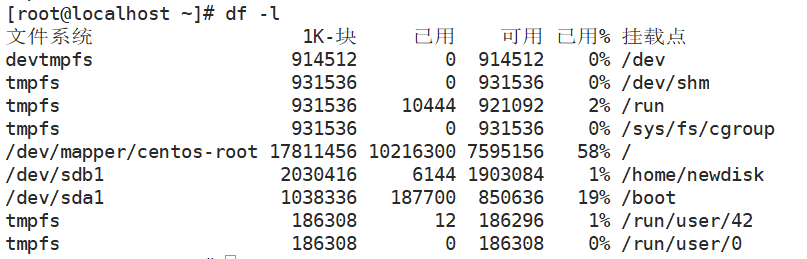 [root@localhost ~]# df -l
文件系统 1K-块 已用 可用 已用% 挂载点
devtmpfs 914512 0 914512 0% /dev
tmpfs 931536 0 931536 0% /dev/shm
tmpfs 931536 10444 921092 2% /run
tmpfs 931536 0 931536 0% /sys/fs/cgroup
/dev/mapper/centos-root 17811456 10216300 7595156 58% /
/dev/sdb1 2030416 6144 1903084 1% /home/newdisk
/dev/sda1 1038336 187700 850636 19% /boot
tmpfs 186308 12 186296 1% /run/user/42
tmpfs 186308 0 186308 0% /run/user/0